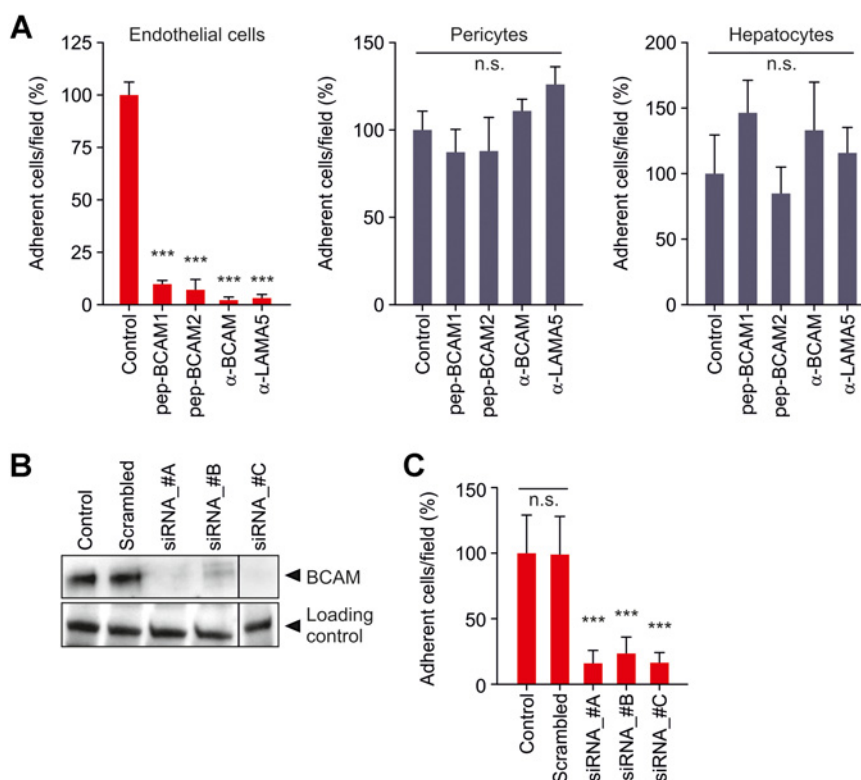 A
Endothelial cells
Adherent cells/field (%)
125
100
75
50
25
0
***
***
***
***
Control
pep-BCAM1
pep-BCAM2
α-BCAM
α-LAMA5
Pericytes
n.s.
Adherent cells/field (%)
150
100
50
0
Control
pep-BCAM1
pep-BCAM2
α-BCAM
α-LAMA5
Hepatocytes
n.s.
Adherent cells/field (%)
200
150
100
50
0
Control
pep-BCAM1
pep-BCAM2
α-BCAM
α-LAMA5
B
Control
Scrambled
siRNA_#A
siRNA_#B
siRNA_#C
BCAM
Loading
control
C
Adherent cells/field (%)
150
100
50
0
n.s.
***
***
***
Control
Scrambled
siRNA_#A
siRNA_#B
siRNA_#C